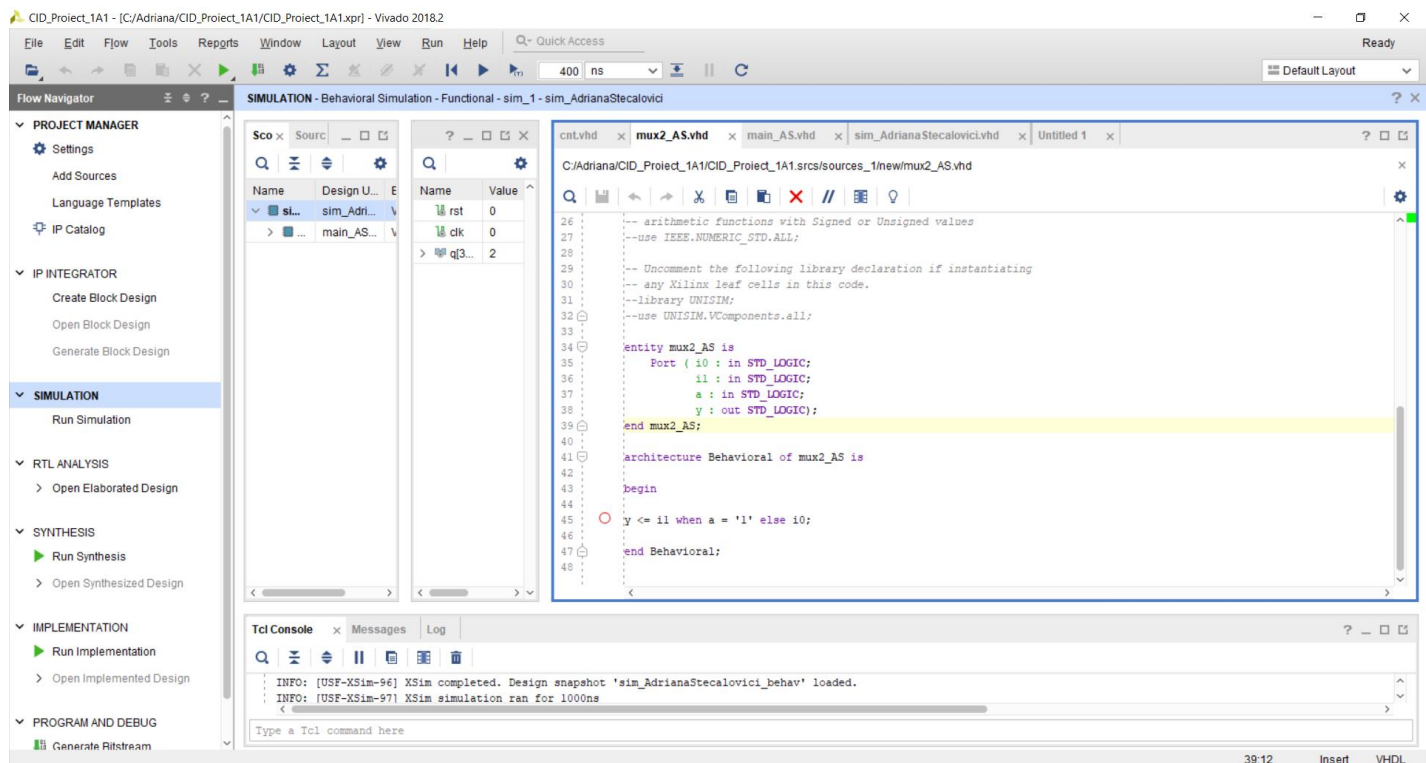 CID_Proiect_1A1 - [C:/Adriana/CID_Proiect_1A1/CID_Proiect_1A1.xpr] - Vivado 2018.2
File Edit Flow Tools Reports Window Layout View Run Help Quick Access Ready
400 ns Default Layout
Flow Navigator
SIMULATION - Behavioral Simulation - Functional - sim_1 - sim_AdrianaStecalovici
PROJECT MANAGER
Settings
Add Sources
Language Templates
IP Catalog
IP INTEGRATOR
Create Block Design
Open Block Design
Generate Block Design
SIMULATION
Run Simulation
RTL ANALYSIS
Open Elaborated Design
SYNTHESIS
Run Synthesis
Open Synthesized Design
IMPLEMENTATION
Run Implementation
Open Implemented Design
PROGRAM AND DEBUG
Generate Bitstream
Sco Sourc
Name Design U...
si... sim_Adri... V
... main_AS... V
Name Value
rst 0
clk 0
q[3... 2
cnt.vhd mux2_AS.vhd main_AS.vhd sim_AdrianaStecalovici.vhd Untitled 1
C:/Adriana/CID_Proiect_1A1/CID_Proiect_1A1.srcs/sources_1/new/mux2_AS.vhd
26 -- arithmetic functions with Signed or Unsigned values
27 --use IEEE.NUMERIC_STD.ALL;
28
29 -- Uncomment the following library declaration if instantiating
30 -- any Xilinx leaf cells in this code.
31 --library UNISIM;
32 --use UNISIM.VComponents.all;
33
34 entity mux2_AS is
35 Port ( i0 : in STD_LOGIC;
36 i1 : in STD_LOGIC;
37 a : in STD_LOGIC;
38 y : out STD_LOGIC);
39 end mux2_AS;
40
41 architecture Behavioral of mux2_AS is
42
43 begin
44
45 y <= i1 when a = '1' else i0;
46
47 end Behavioral;
48
Tcl Console Messages Log
INFO: [USF-XSim-96] XSim completed. Design snapshot 'sim_AdrianaStecalovici_behav' loaded.
INFO: [USF-XSim-97] XSim simulation ran for 1000ns
Type a Tcl command here
39:12 Insert VHDL